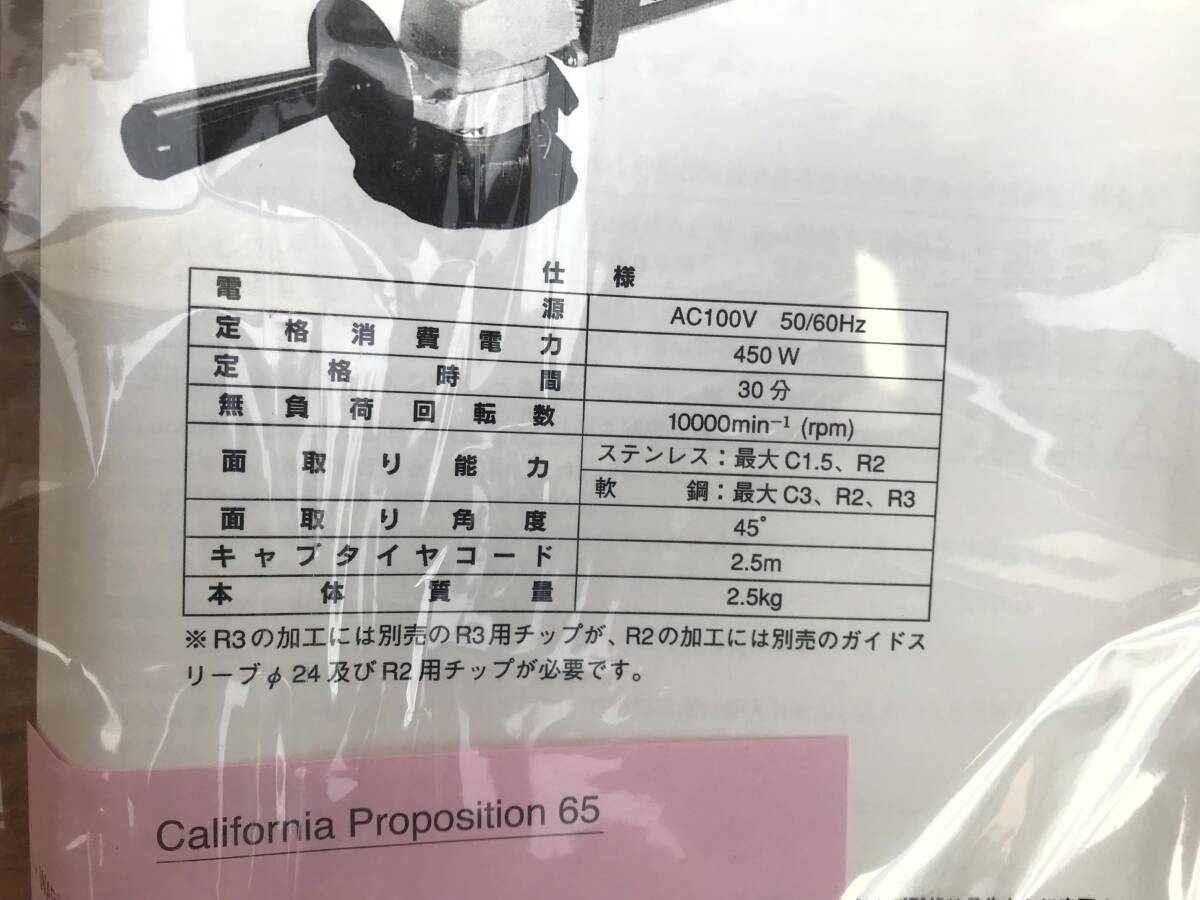 仕様
電源 AC100V 50/60Hz
定格消費電力 450W
定格時間 30分
無負荷回転数 10000min⁻¹ (rpm)
面取り能力 ステンレス：最大C1.5、R2
軟鋼：最大C3、R2、R3
面取り角度 45°
キャブタイヤコード 2.5m
本体質量 2.5kg
※R3の加工には別売のR3用チップが、R2の加工には別売のガイドス
リーブφ24及びR2用チップが必要です。
California Proposition 65